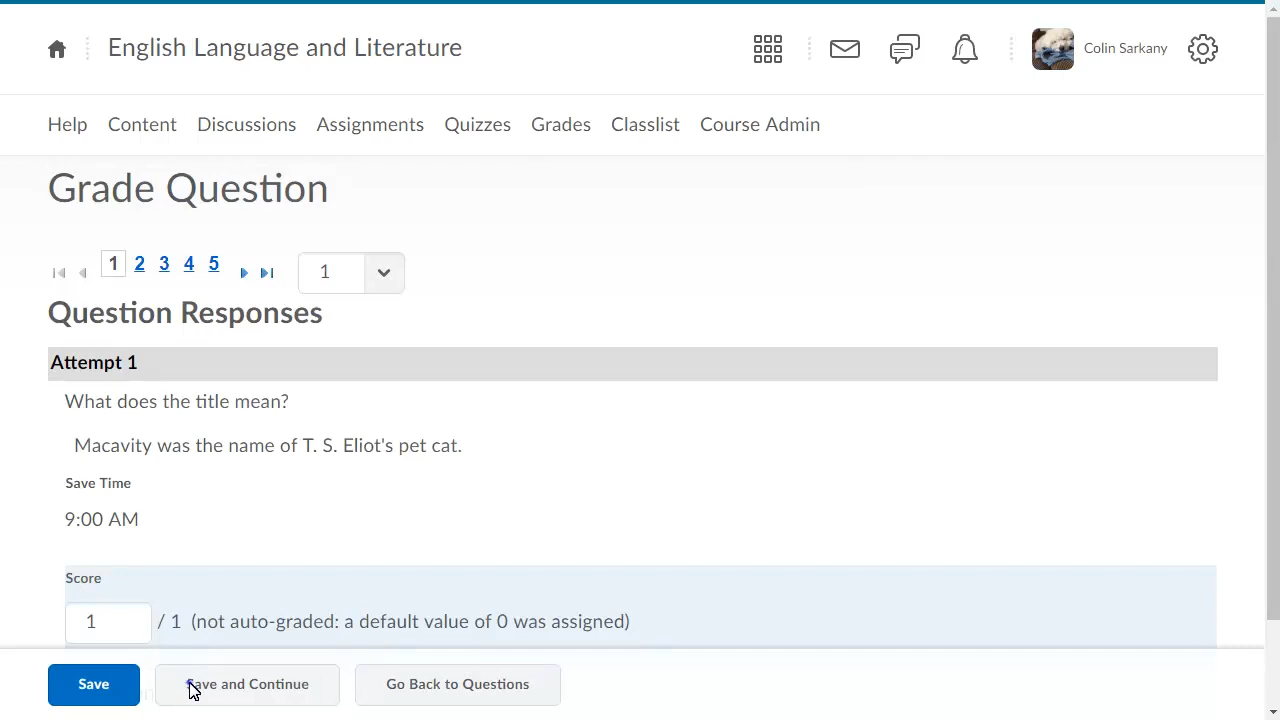 English Language and Literature
Colin Sarkany
Help Content Discussions Assignments Quizzes Grades Classlist Course Admin
Grade Question
1 2 3 4 5 1
Question Responses
Attempt 1
What does the title mean?
Macavity was the name of T. S. Eliot's pet cat.
Save Time
9:00 AM
Score
1 / 1 (not auto-graded: a default value of 0 was assigned)
Save Save and Continue Go Back to Questions